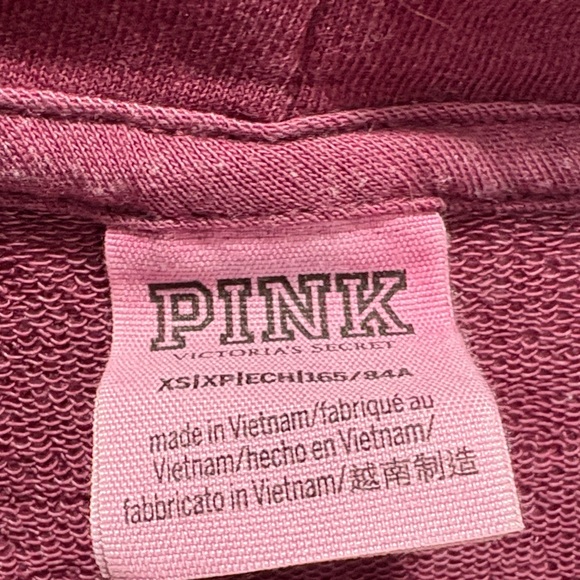 PINK
VICTORIA'S SECRET
XS|XP|ECH|165/84A
made in Vietnam/fabriqué au
Vietnam/hecho en Vietnam/
fabbricato in Vietnam/越南制造